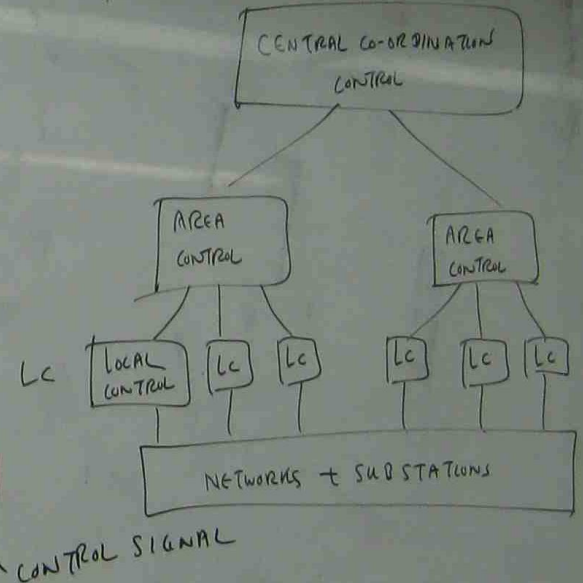 CENTRAL CO-ORDINATION
CONTROL
AREA
CONTROL
AREA
CONTROL
LC
LOCAL
CONTROL
LC
LC
LC
LC
LC
NETWORKS + SUBSTATIONS
CONTROL SIGNAL